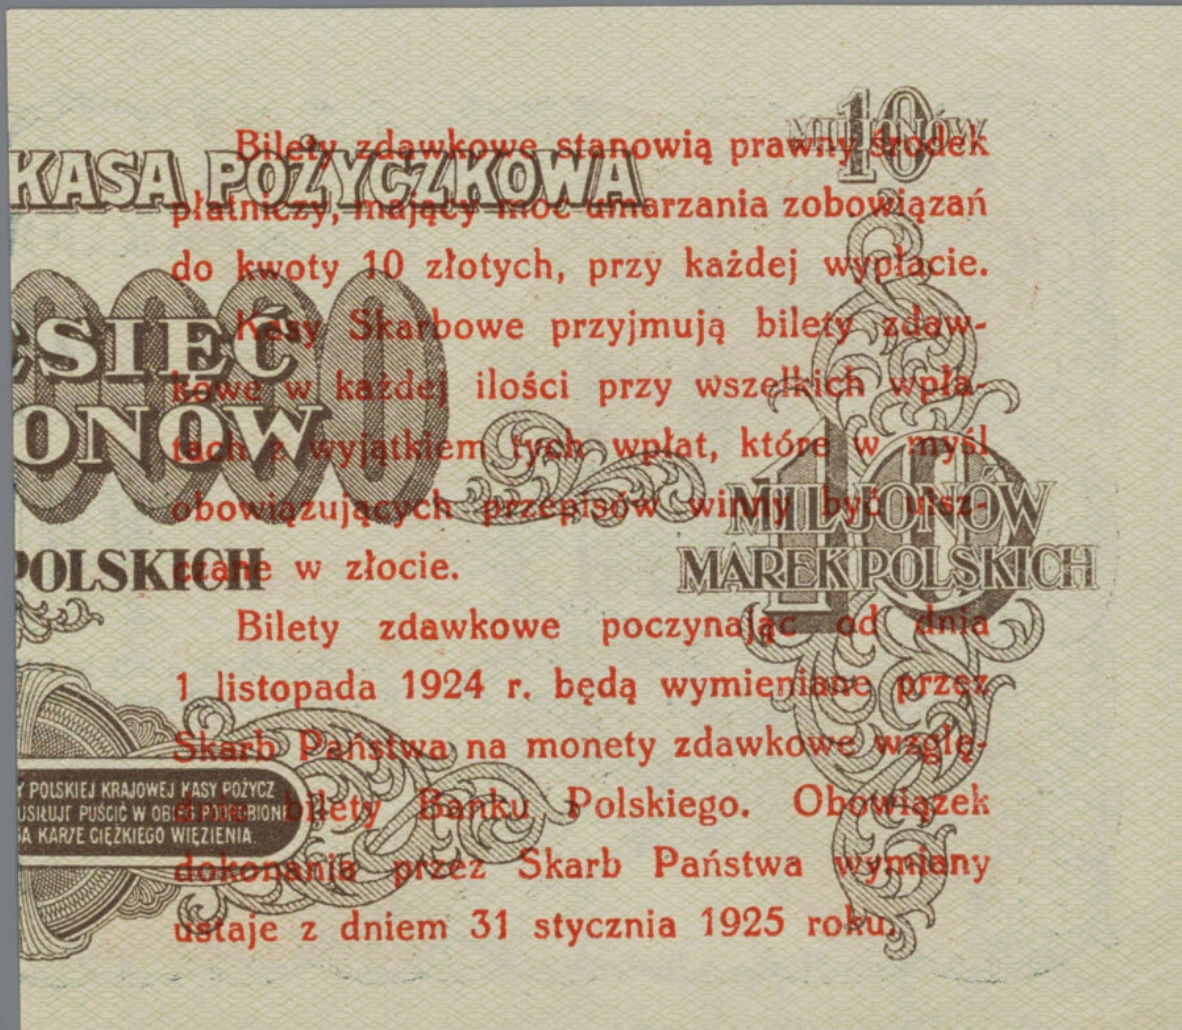 10
MILJONÓW
KASA POŻYCZKOWA
Bilety zdawkowe stanowią prawny środek
płatniczy, mający moc umarzania zobowiązań
do kwoty 10 złotych, przy każdej wypłacie.
Kasy Skarbowe przyjmują bilety zdaw-
kowe w każdej ilości przy wszelkich wpła-
tach z wyjątkiem tych wpłat, które w myśl
obowiązujących przepisów winny być uisz-
czane w złocie.
Bilety zdawkowe poczynając od dnia
1 listopada 1924 r. będą wymieniane przez
Skarb Państwa na monety zdawkowe wzglę-
dnie bilety Banku Polskiego. Obowiązek
dokonania przez Skarb Państwa wymiany
ustaje z dniem 31 stycznia 1925 roku.
ESIĘĆ
ONÓW
POLSKICH
10
MILJONÓW
MAREK POLSKICH
Y POLSKIEJ KRAJOWEJ KASY POŻYCZ
USIŁUJE PUŚCIĆ W OBIEG PODROBIONE
GA KARZE CIĘŻKIEGO WIĘZIENIA.